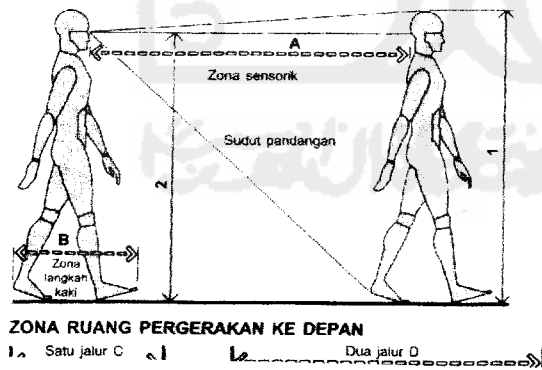 A
Zona sensorik
Sudut pandangan
1
2
B
Zona
langkah
kaki
ZONA RUANG PERGERAKAN KE DEPAN
Satu jalur C
Dua jalur D